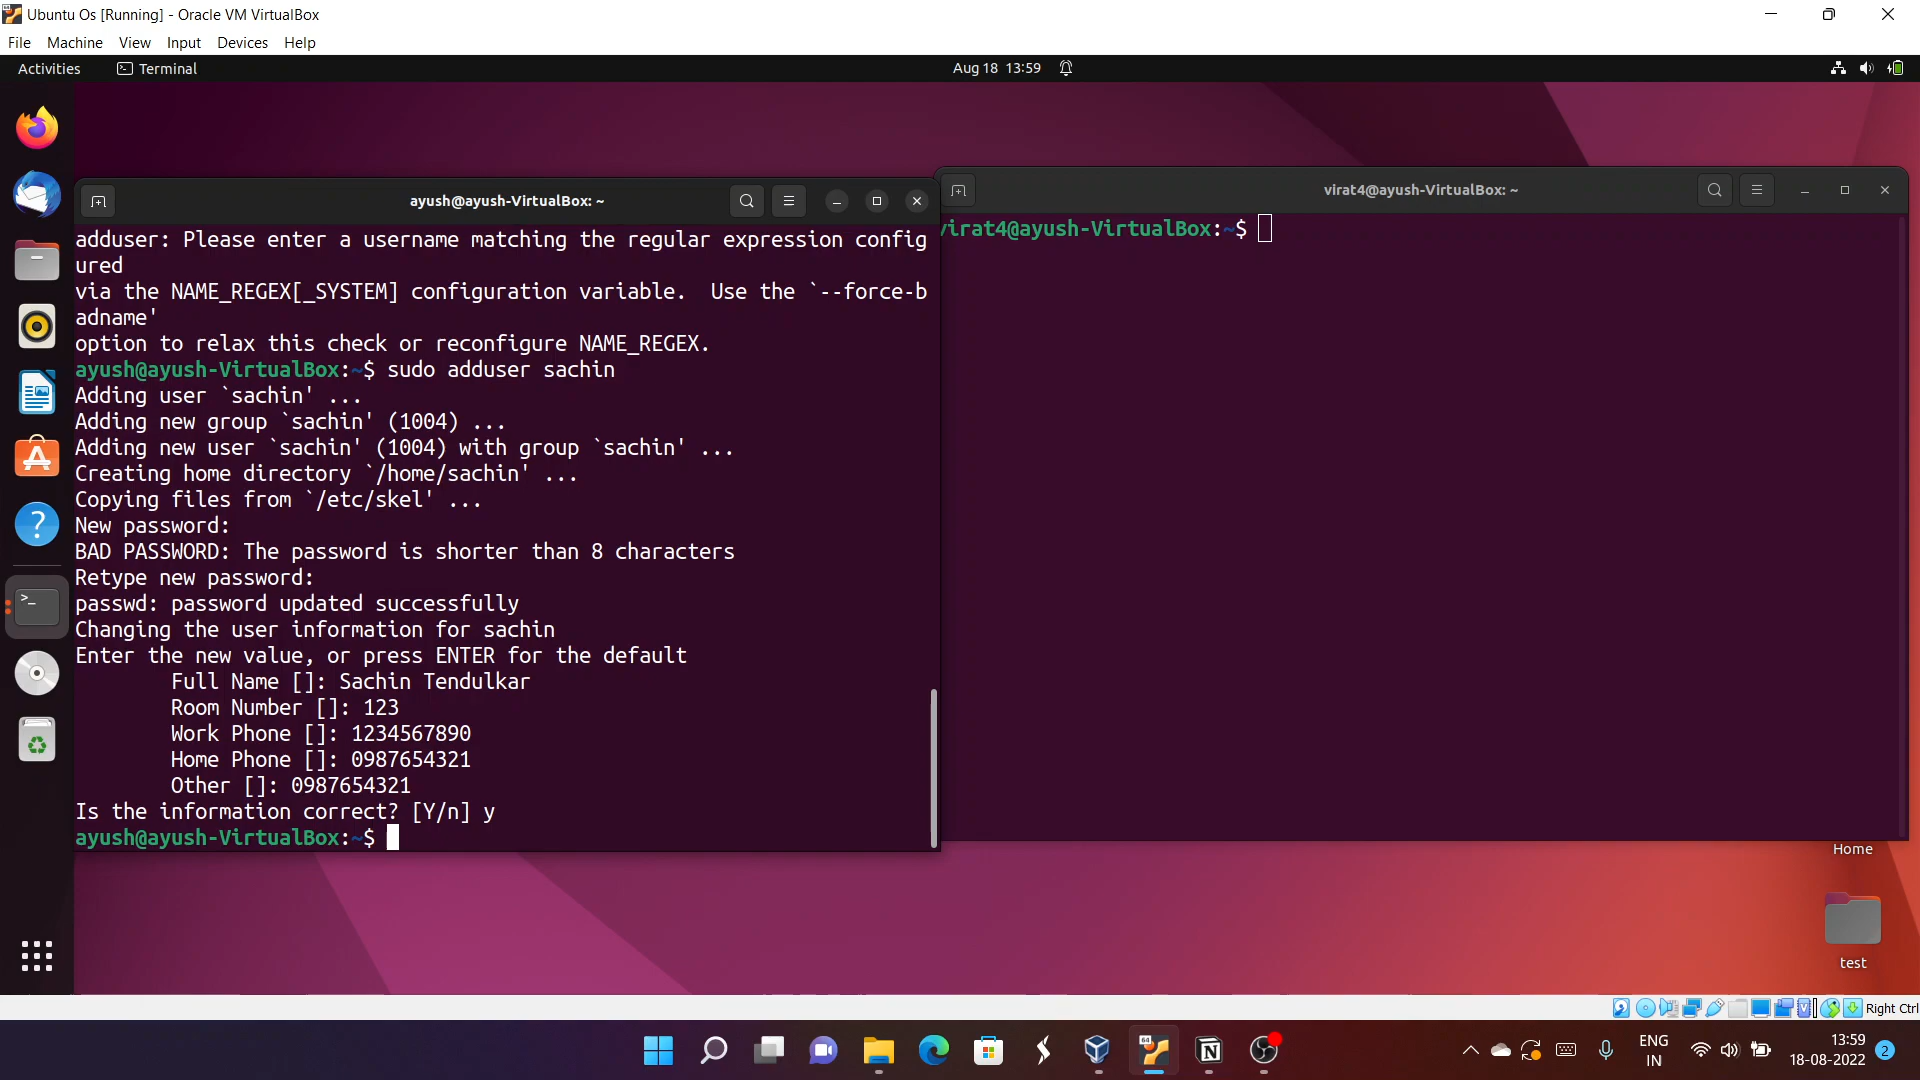 Ubuntu Os [Running] - Oracle VM VirtualBox
File Machine View Input Devices Help
Activities Terminal Aug 18 13:59
ayush@ayush-VirtualBox: ~
adduser: Please enter a username matching the regular expression config
ured
via the NAME_REGEX[_SYSTEM] configuration variable.  Use the `--force-b
adname'
option to relax this check or reconfigure NAME_REGEX.
ayush@ayush-VirtualBox:~$ sudo adduser sachin
Adding user `sachin' ...
Adding new group `sachin' (1004) ...
Adding new user `sachin' (1004) with group `sachin' ...
Creating home directory `/home/sachin' ...
Copying files from `/etc/skel' ...
New password:
BAD PASSWORD: The password is shorter than 8 characters
Retype new password:
passwd: password updated successfully
Changing the user information for sachin
Enter the new value, or press ENTER for the default
Full Name []: Sachin Tendulkar
Room Number []: 123
Work Phone []: 1234567890
Home Phone []: 0987654321
Other []: 0987654321
Is the information correct? [Y/n] y
ayush@ayush-VirtualBox:~$
virat4@ayush-VirtualBox: ~
virat4@ayush-VirtualBox:~$
Home
test
Right Ctrl
64
ENG
IN
13:59
18-08-2022
2